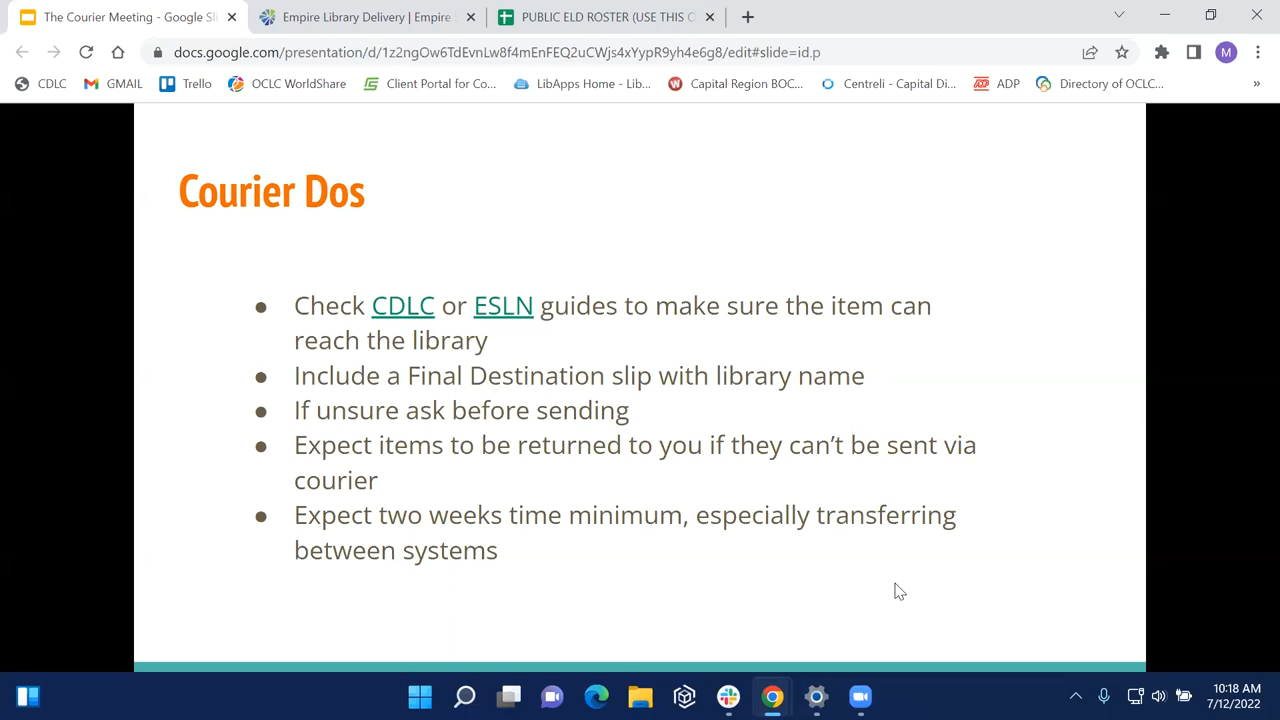 The Courier Meeting - Google Sli
Empire Library Delivery | Empire S
PUBLIC ELD ROSTER (USE THIS O
docs.google.com/presentation/d/1z2ngOw6TdEvnLw8f4mEnFEQ2uCWjs4xYypR9yh4e6g8/edit#slide=id.p
M
CDLC
GMAIL
Trello
OCLC WorldShare
Client Portal for Co...
LibApps Home - Lib...
Capital Region BOC...
Centreli - Capital Di...
ADP
Directory of OCLC...
»
Courier Dos
● Check CDLC or ESLN guides to make sure the item can
reach the library
● Include a Final Destination slip with library name
● If unsure ask before sending
● Expect items to be returned to you if they can't be sent via
courier
● Expect two weeks time minimum, especially transferring
between systems
10:18 AM
7/12/2022